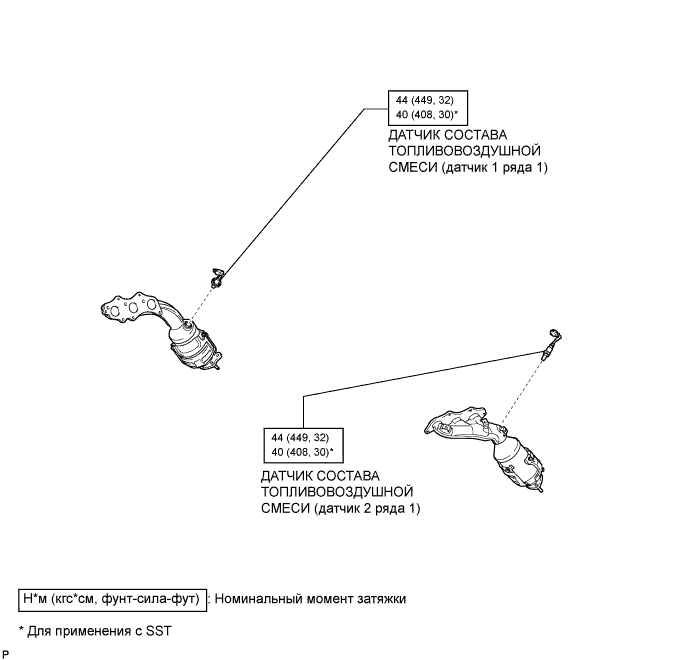 44 (449, 32)
40 (408, 30)*
ДАТЧИК СОСТАВА
ТОПЛИВОВОЗДУШНОЙ
СМЕСИ (датчик 1 ряда 1)
44 (449, 32)
40 (408, 30)*
ДАТЧИК СОСТАВА
ТОПЛИВОВОЗДУШНОЙ
СМЕСИ (датчик 2 ряда 1)
Н*м (кгс*см, фунт-сила-фут) : Номинальный момент затяжки
* Для применения с SST
P